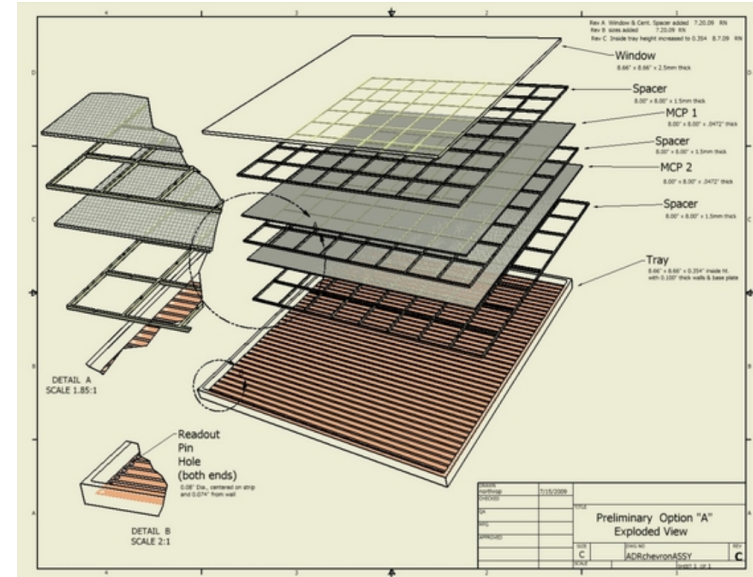 Rev A  Window & Cent. Spacer added  7.20.09  RN
Rev B  sizes added  7.20.09  RN
Rev C  Inside tray height increased to 0.354  8.7.09  RN
Window
8.66" x 8.66" x 2.5mm thick
Spacer
8.00" x 8.00" x 1.5mm thick
MCP 1
8.00" x 8.00" x .0472" thick
Spacer
8.00" x 8.00" x 1.5mm thick
MCP 2
8.00" x 8.00" x .0472" thick
Spacer
8.00" x 8.00" x 1.5mm thick
Tray
8.66" x 8.66" x 0.354" inside ht.
with 0.100" thick walls & base plate
DETAIL A
SCALE 1.85:1
Readout
Pin
Hole
(both ends)
0.08" Dia., centered on strip
and 0.074" from wall
DETAIL B
SCALE 2:1
DRAWN
northrop
7/15/2009
CHECKED
QA
MFG
APPROVED
TITLE
Preliminary Option "A"
Exploded View
SIZE
C
DWG NO
ADRchevronASSY
REV
C
SCALE
SHEET 1 OF 1